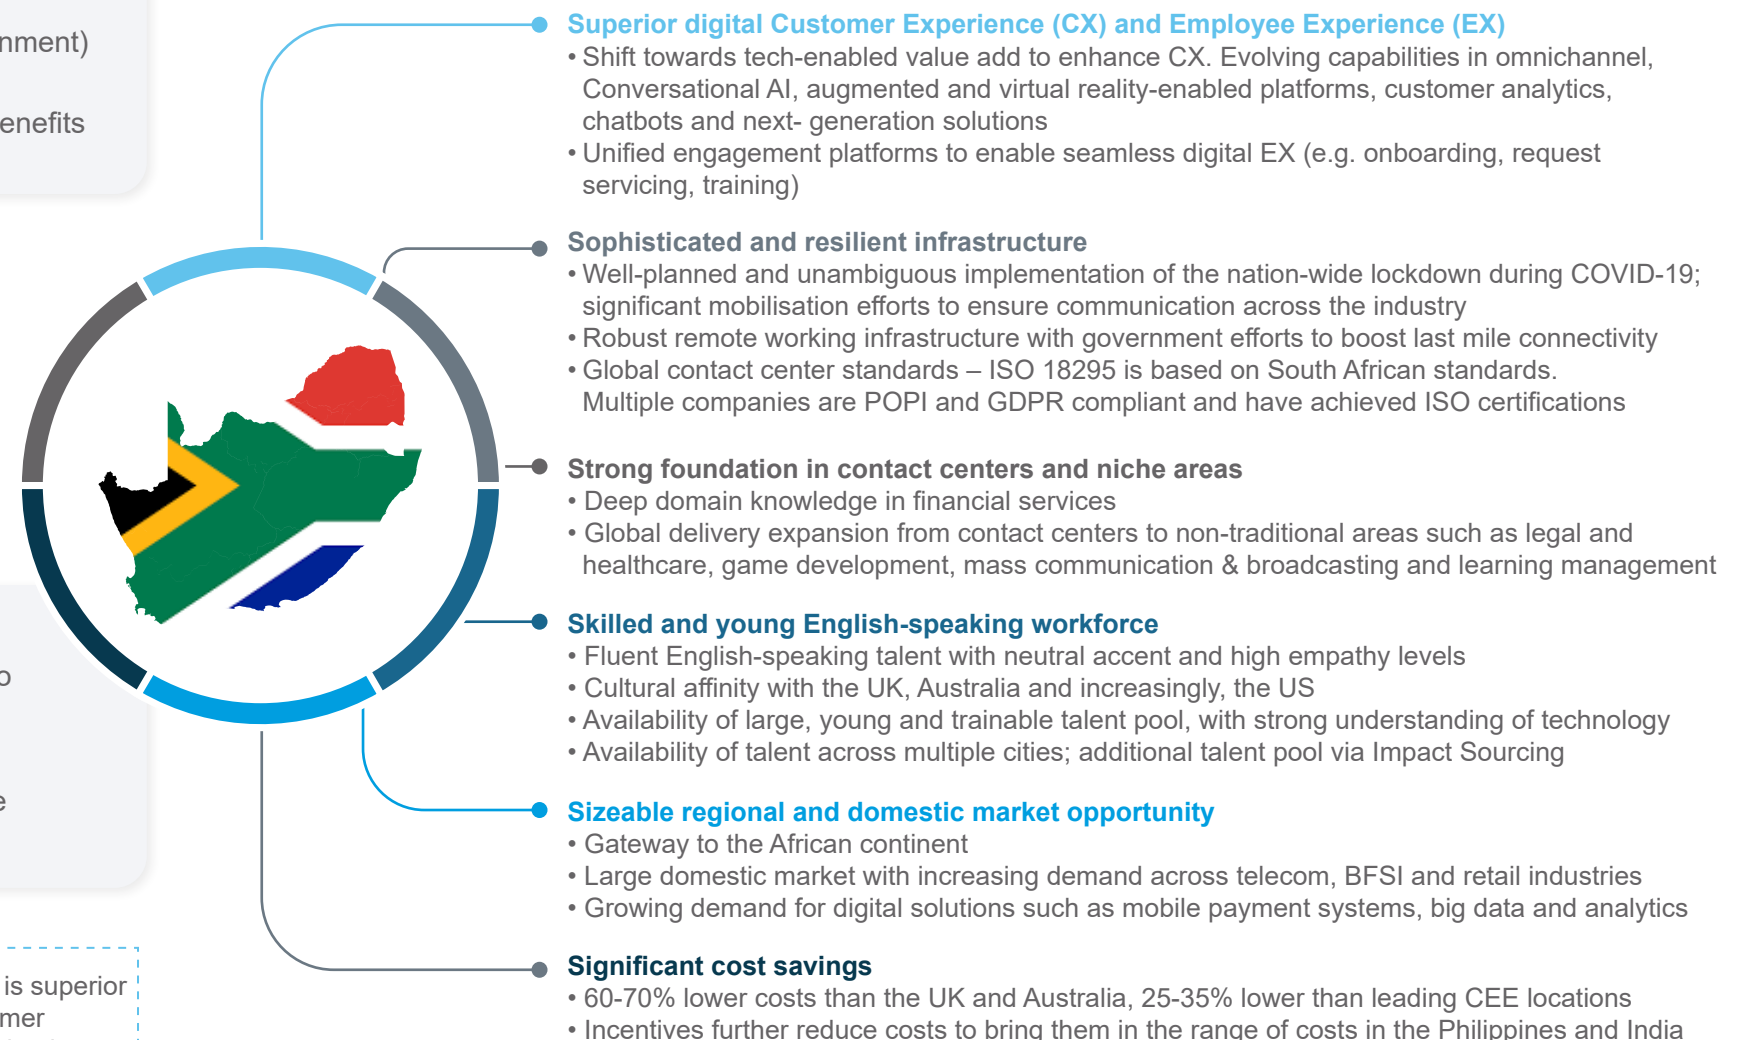 nment)
enefits
o
e
is superior
mer
Superior digital Customer Experience (CX) and Employee Experience (EX)
• Shift towards tech-enabled value add to enhance CX. Evolving capabilities in omnichannel,
Conversational AI, augmented and virtual reality-enabled platforms, customer analytics,
chatbots and next- generation solutions
• Unified engagement platforms to enable seamless digital EX (e.g. onboarding, request
servicing, training)
Sophisticated and resilient infrastructure
• Well-planned and unambiguous implementation of the nation-wide lockdown during COVID-19;
significant mobilisation efforts to ensure communication across the industry
• Robust remote working infrastructure with government efforts to boost last mile connectivity
• Global contact center standards – ISO 18295 is based on South African standards.
Multiple companies are POPI and GDPR compliant and have achieved ISO certifications
Strong foundation in contact centers and niche areas
• Deep domain knowledge in financial services
• Global delivery expansion from contact centers to non-traditional areas such as legal and
healthcare, game development, mass communication & broadcasting and learning management
Skilled and young English-speaking workforce
• Fluent English-speaking talent with neutral accent and high empathy levels
• Cultural affinity with the UK, Australia and increasingly, the US
• Availability of large, young and trainable talent pool, with strong understanding of technology
• Availability of talent across multiple cities; additional talent pool via Impact Sourcing
Sizeable regional and domestic market opportunity
• Gateway to the African continent
• Large domestic market with increasing demand across telecom, BFSI and retail industries
• Growing demand for digital solutions such as mobile payment systems, big data and analytics
Significant cost savings
• 60-70% lower costs than the UK and Australia, 25-35% lower than leading CEE locations
• Incentives further reduce costs to bring them in the range of costs in the Philippines and India